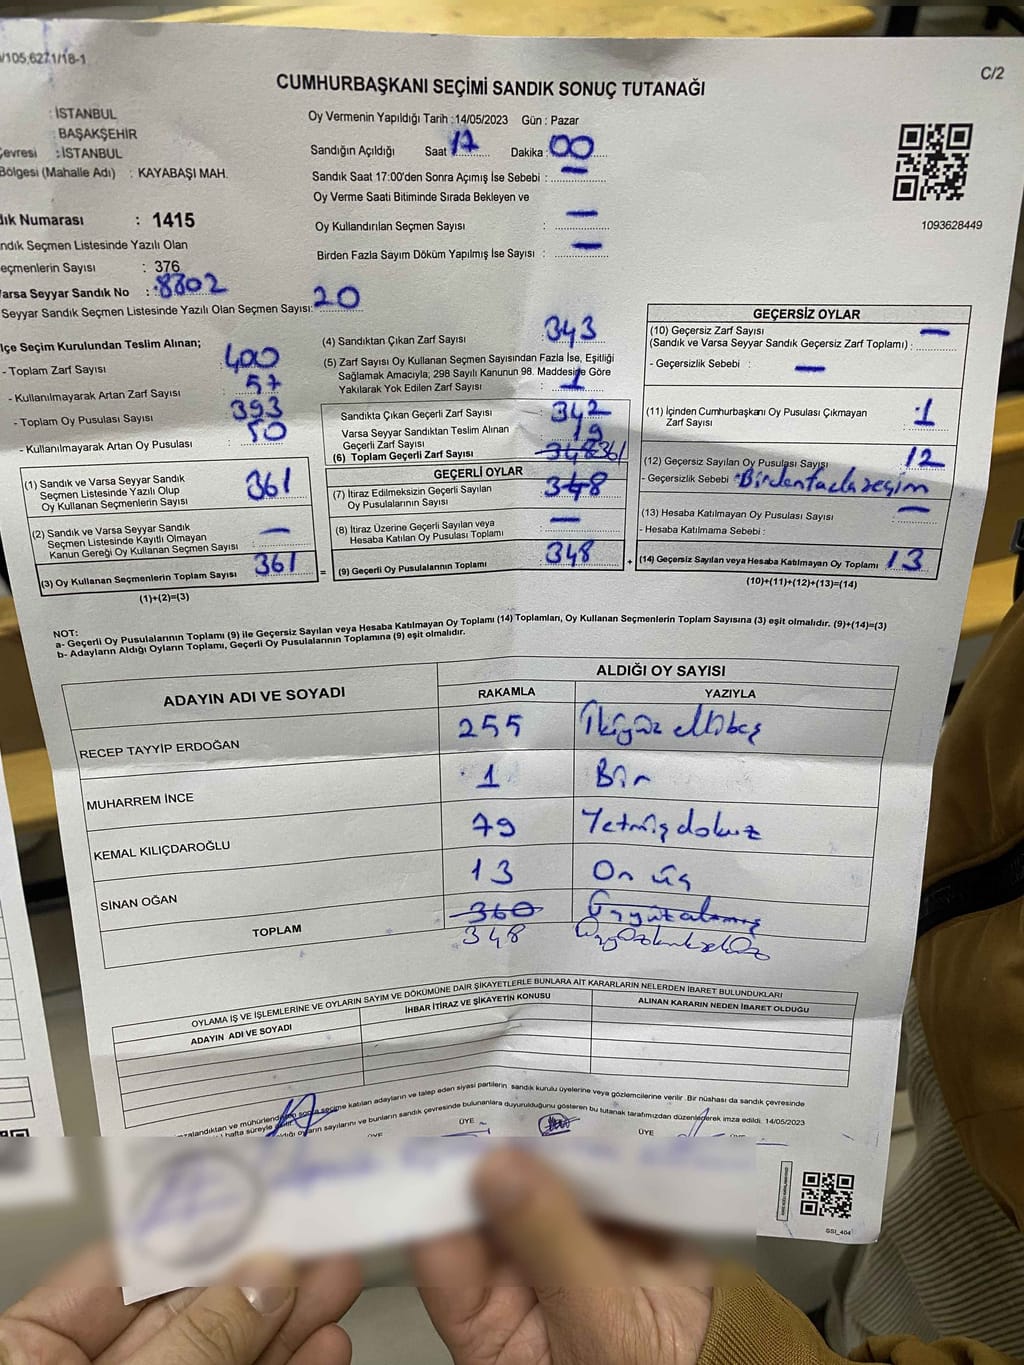 /105,6271/18-1
C/2
CUMHURBAŞKANI SEÇİMİ SANDIK SONUÇ TUTANAĞI
: İSTANBUL
: BAŞAKŞEHİR
Çevresi : İSTANBUL
Bölgesi (Mahalle Adı) : KAYABAŞI MAH.
dık Numarası : 1415
ndık Seçmen Listesinde Yazılı Olan
eçmenlerin Sayısı : 376
Varsa Seyyar Sandık No : 8802
Seyyar Sandık Seçmen Listesinde Yazılı Olan Seçmen Sayısı: 20
Oy Vermenin Yapıldığı Tarih : 14/05/2023 Gün : Pazar
Sandığın Açıldığı Saat 17 Dakika : 00
Sandık Saat 17:00'den Sonra Açımış İse Sebebi : —
Oy Verme Saati Bitiminde Sırada Bekleyen ve
Oy Kullandırılan Seçmen Sayısı : —
Birden Fazla Sayım Döküm Yapılmış İse Sayısı : —
1093628449
lçe Seçim Kurulundan Teslim Alınan;
- Toplam Zarf Sayısı : 400
- Kullanılmayarak Artan Zarf Sayısı : 57
- Toplam Oy Pusulası Sayısı : 393
- Kullanılmayarak Artan Oy Pusulası : 50
(1) Sandık ve Varsa Seyyar Sandık
Seçmen Listesinde Yazılı Olup
Oy Kullanan Seçmenlerin Sayısı 361
(2) Sandık ve Varsa Seyyar Sandık
Seçmen Listesinde Kayıtlı Olmayan
Kanun Gereği Oy Kullanan Seçmen Sayısı : —
(3) Oy Kullanan Seçmenlerin Toplam Sayısı 361
(1)+(2)=(3)
(4) Sandıktan Çıkan Zarf Sayısı : 343
(5) Zarf Sayısı Oy Kullanan Seçmen Sayısından Fazla İse, Eşitliği
Sağlamak Amacıyla; 298 Sayılı Kanunun 98. Maddesine Göre
Yakılarak Yok Edilen Zarf Sayısı : 1
Sandıkta Çıkan Geçerli Zarf Sayısı : 342
Varsa Seyyar Sandıktan Teslim Alınan
Geçerli Zarf Sayısı : 19
(6) Toplam Geçerli Zarf Sayısı 348 361
GEÇERLİ OYLAR
(7) İtiraz Edilmeksizin Geçerli Sayılan
Oy Pusulalarının Sayısı : 348
(8) İtiraz Üzerine Geçerli Sayılan veya
Hesaba Katılan Oy Pusulası Toplamı : —
= (9) Geçerli Oy Pusulalarının Toplamı 348 +
GEÇERSİZ OYLAR
(10) Geçersiz Zarf Sayısı
(Sandık ve Varsa Seyyar Sandık Geçersiz Zarf Toplamı) : —
- Geçersizlik Sebebi : —
(11) İçinden Cumhurbaşkanı Oy Pusulası Çıkmayan
Zarf Sayısı : 1
(12) Geçersiz Sayılan Oy Pusulası Sayısı 12
- Geçersizlik Sebebi : Birden fazla seçim
(13) Hesaba Katılmayan Oy Pusulası Sayısı : —
- Hesaba Katılmama Sebebi :
(14) Geçersiz Sayılan veya Hesaba Katılmayan Oy Toplamı 13
(10)+(11)+(12)+(13)=(14)
NOT:
a- Geçerli Oy Pusulalarının Toplamı (9) ile Geçersiz Sayılan veya Hesaba Katılmayan Oy Toplamı (14) Toplamları, Oy Kullanan Seçmenlerin Toplam Sayısına (3) eşit olmalıdır. (9)+(14)=(3)
b- Adayların Aldığı Oyların Toplamı, Geçerli Oy Pusulalarının Toplamına (9) eşit olmalıdır.
ADAYIN ADI VE SOYADI
ALDIĞI OY SAYISI
RAKAMLA YAZIYLA
RECEP TAYYİP ERDOĞAN 255 İkiyüz ellibeş
MUHARREM İNCE 1 Bir
KEMAL KILIÇDAROĞLU 79 Yetmişdokuz
SİNAN OĞAN 13 On üç
TOPLAM 360 Üçyüzaltmış
348 Üçyüzkırksekiz
OYLAMA İŞ VE İŞLEMLERİNE VE OYLARIN SAYIM VE DÖKÜMÜNE DAİR ŞİKAYETLERLE BUNLARA AİT KARARLARIN NELERDEN İBARET BULUNDUKLARI
ADAYIN ADI VE SOYADI İHBAR İTİRAZ VE ŞİKAYETİN KONUSU ALINAN KARARIN NEDEN İBARET OLDUĞU
seçime katılan adayların ve talep eden siyasi partilerin sandık kurulu üyelerine veya gözlemcilerine verilir. Bir nüshası da sandık çevresinde
oyların sayılarını ve bunların sandık çevresinde bulunanlara duyurulduğunu gösteren bu tutanak tarafımızdan düzenlenerek imza edildi. 14/05/2023
ÜYE ÜYE
GSI_404